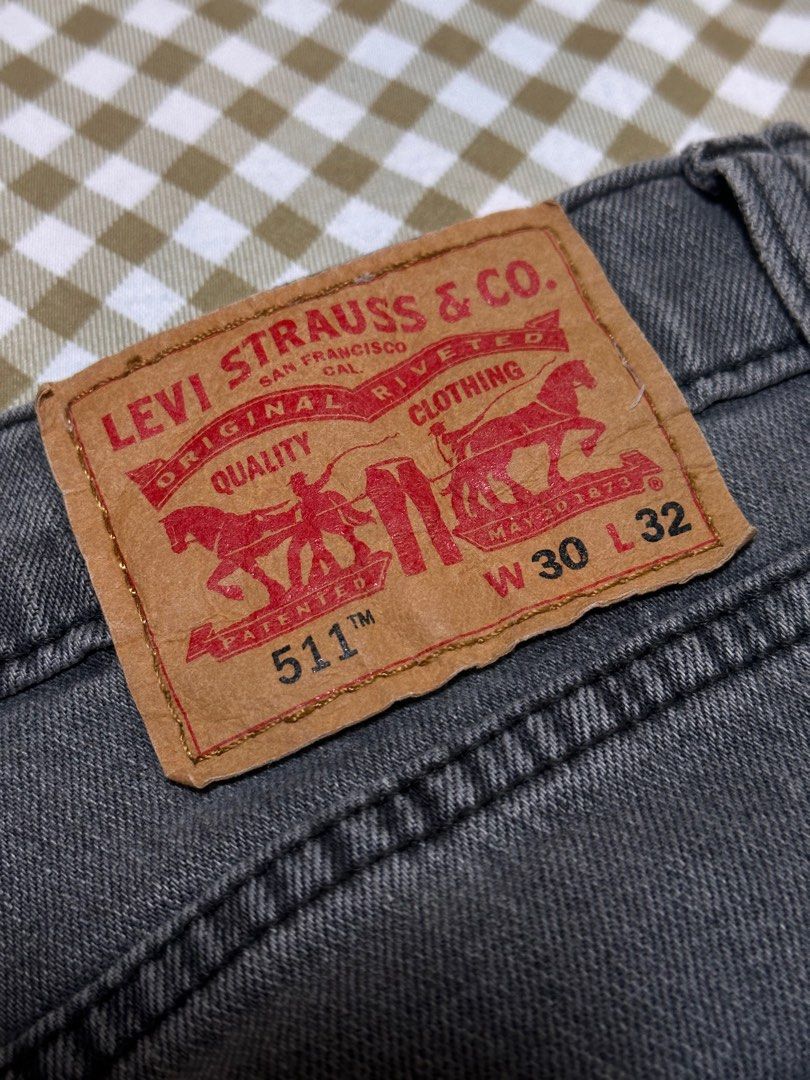 LEVI STRAUSS & CO.
SAN FRANCISCO
CAL.
ORIGINAL RIVETED
QUALITY CLOTHING
PATENTED MAY 20 1873 ®
511™ W 30 L 32